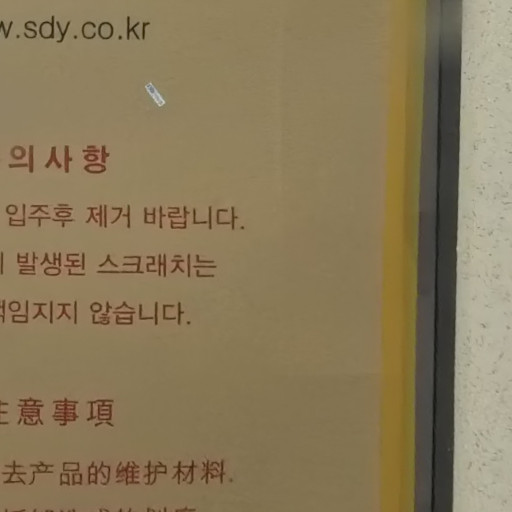 w.sdy.co.kr
의사항
입주후 제거 바랍니다.
발생된 스크래치는
책임지지 않습니다.
注意事項
去产品的维护材料.